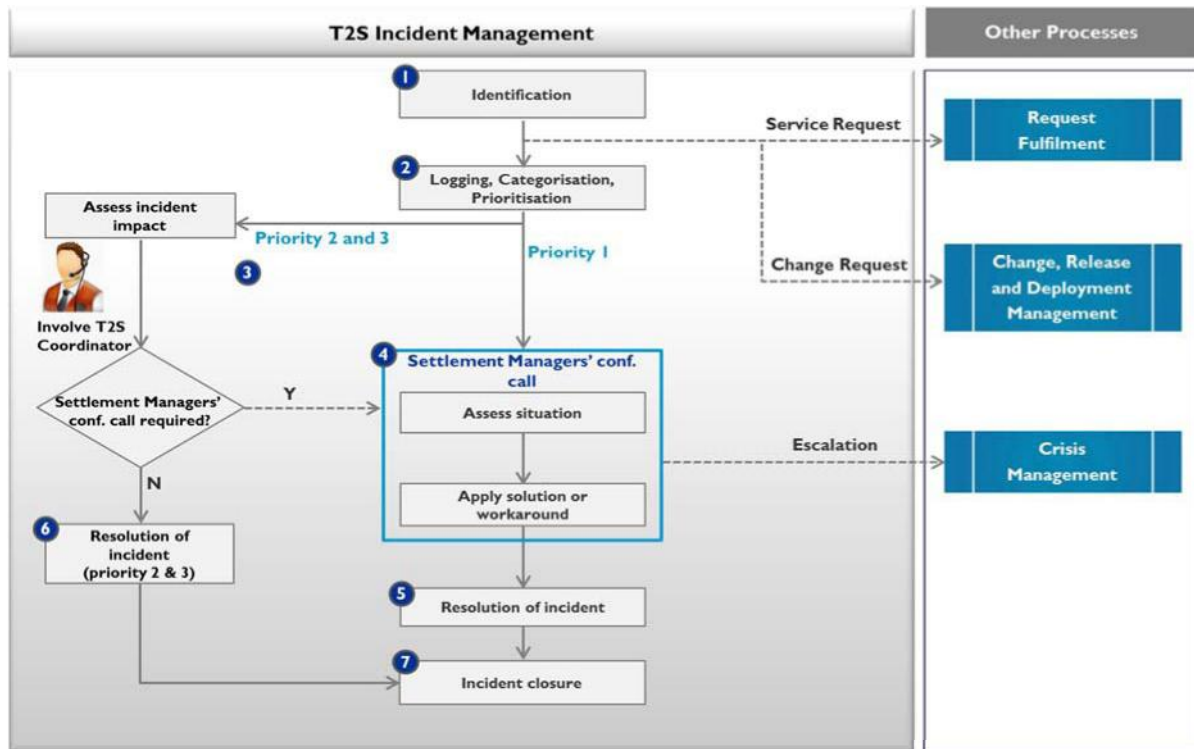 T2S Incident Management
Other Processes
1
Identification
Service Request
Request
Fulfilment
2
Logging, Categorisation,
Prioritisation
Assess incident
impact
Priority 2 and 3
Priority 1
3
Change Request
Change, Release
and Deployment
Management
Involve T2S
Coordinator
4
Settlement Managers' conf.
call
Settlement Managers'
conf. call required?
Y
Assess situation
Escalation
Crisis
Management
N
Apply solution or
workaround
6
Resolution of
incident
(priority 2 & 3)
5
Resolution of incident
7
Incident closure